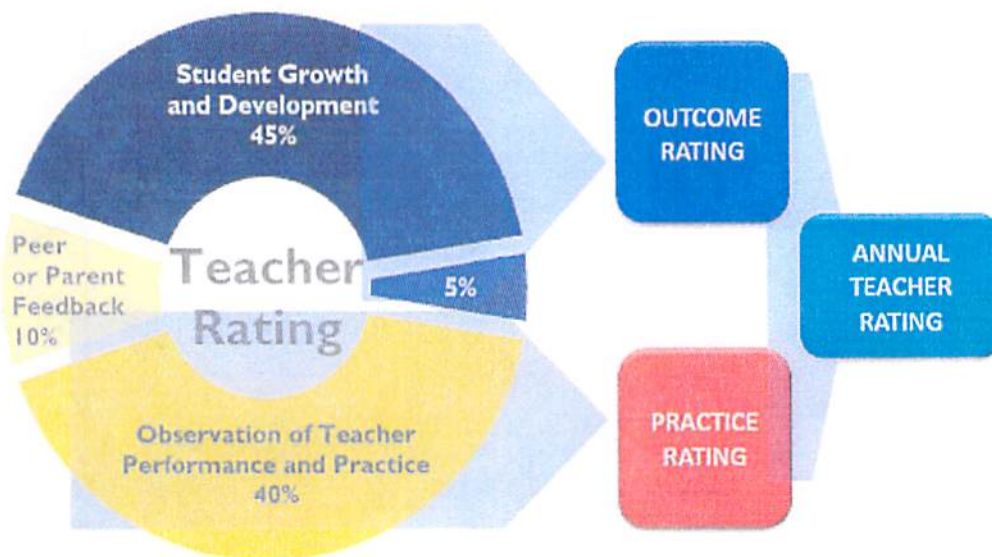 Student Growth
and Development
45%
Peer
or Parent
Feedback
10%
Teacher
Rating
5%
Observation of Teacher
Performance and Practice
40%
OUTCOME
RATING
PRACTICE
RATING
ANNUAL
TEACHER
RATING